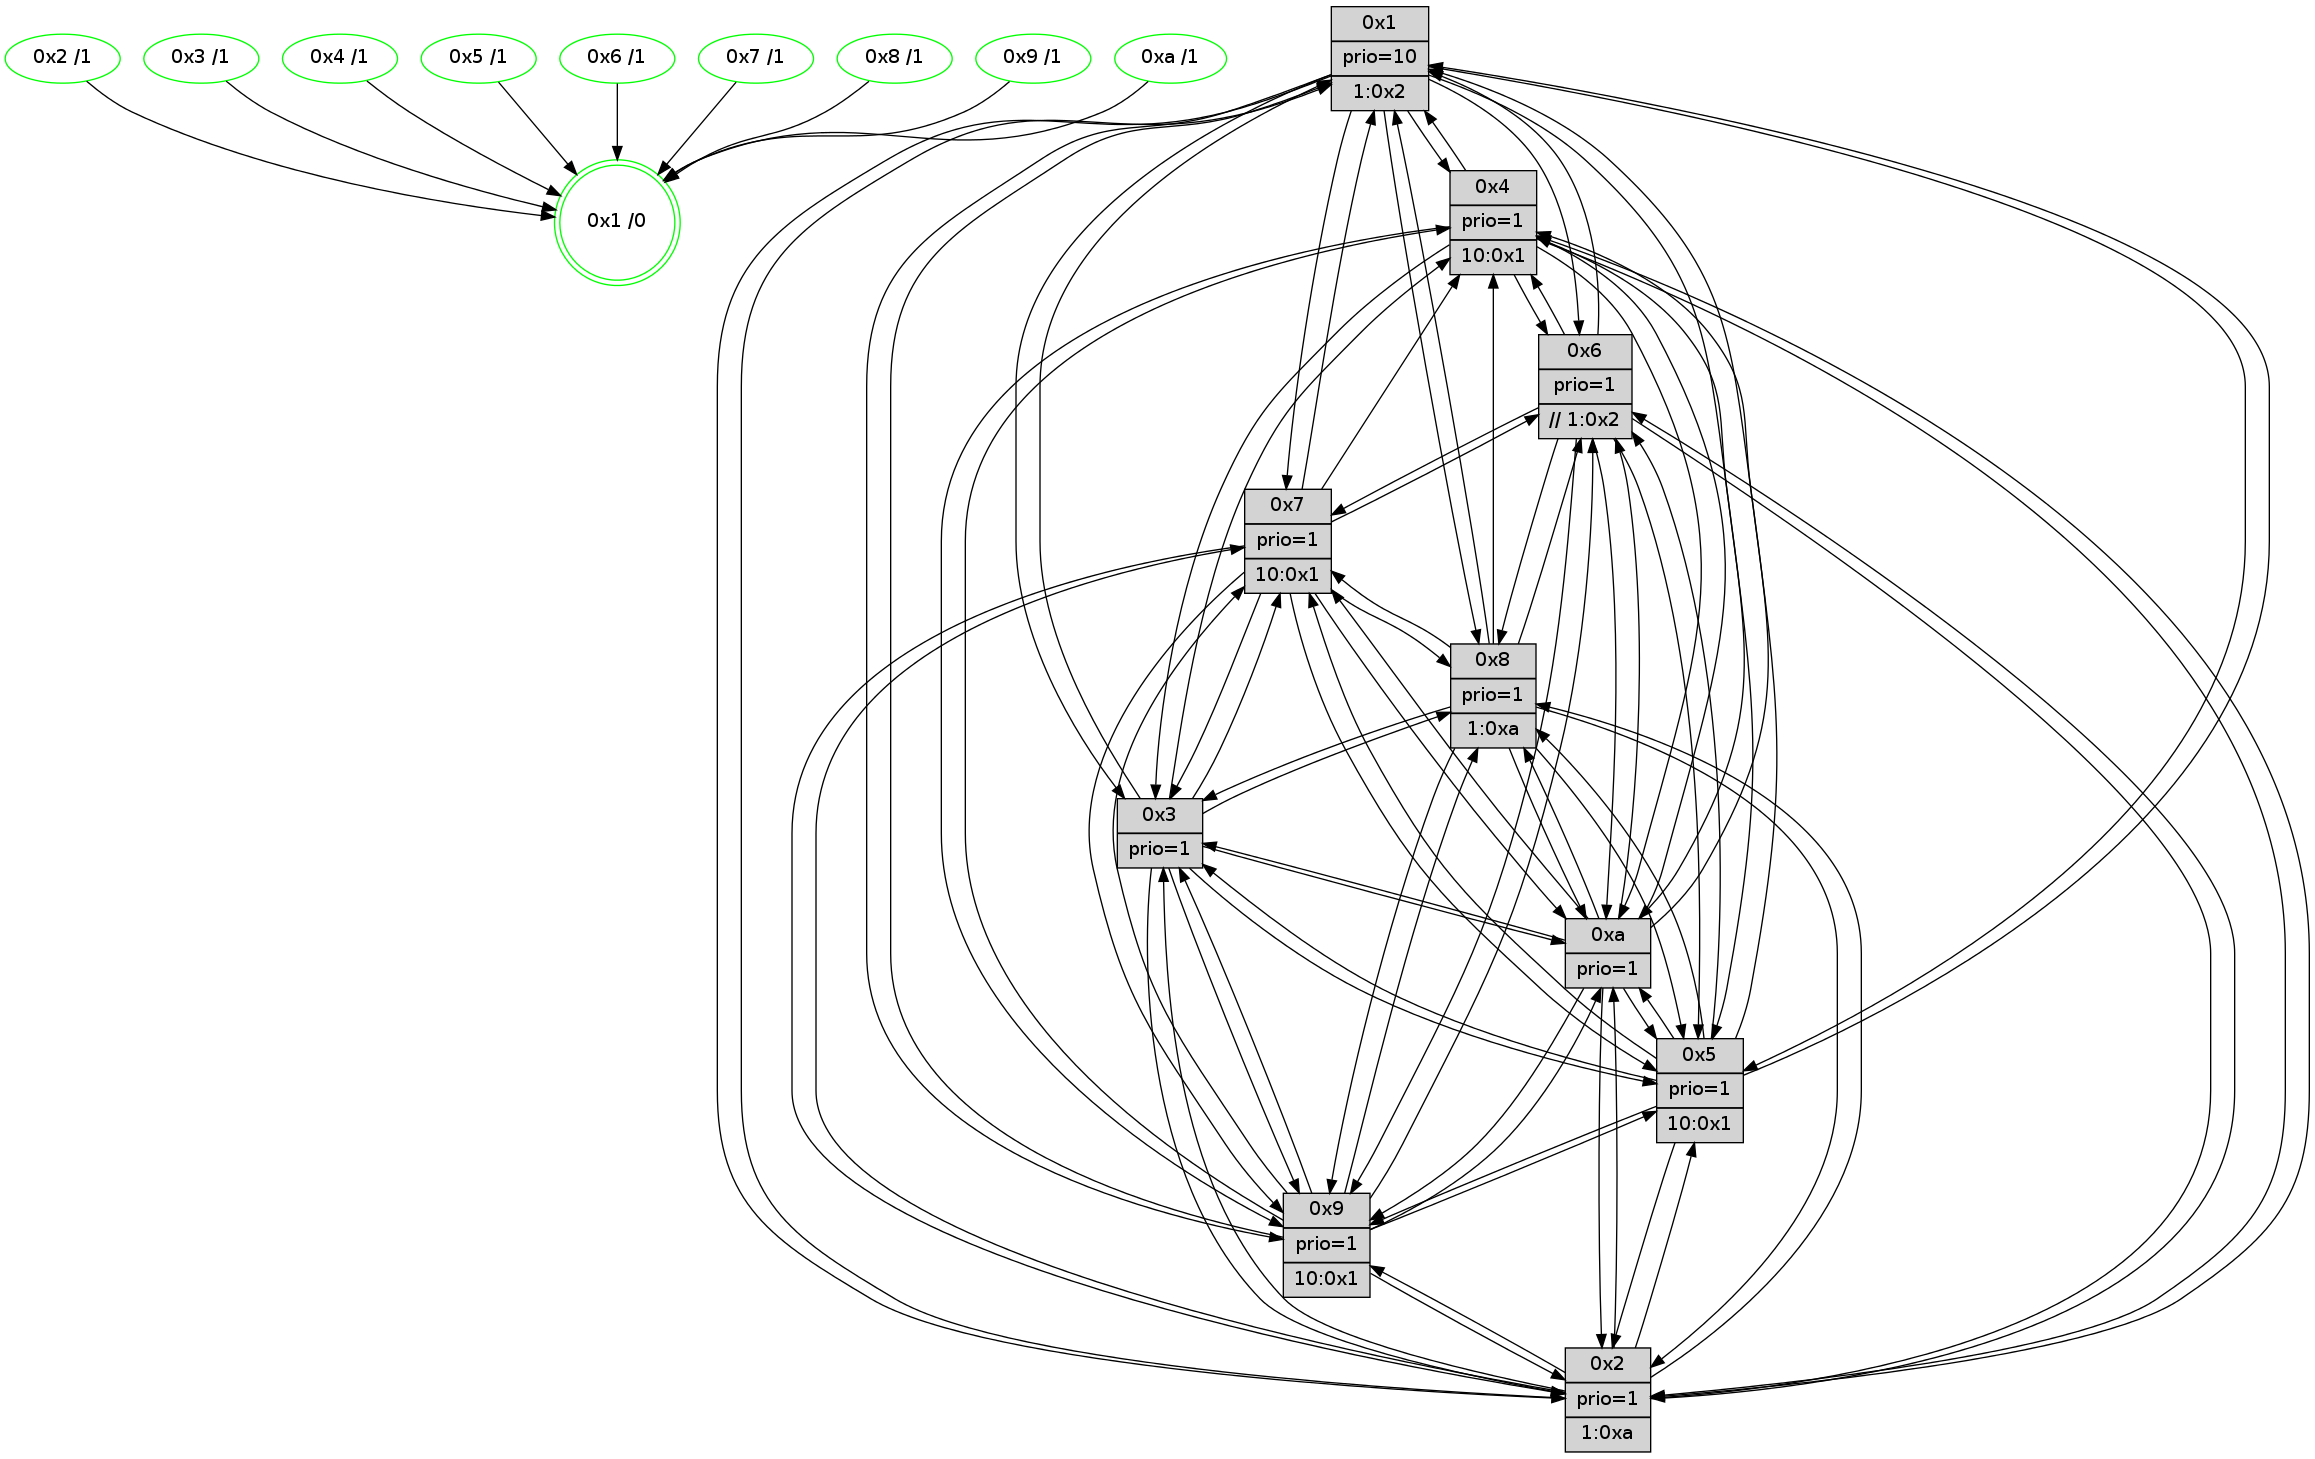 0x2 /1
0x3 /1
0x4 /1
0x5 /1
0x6 /1
0x7 /1
0x8 /1
0x9 /1
0xa /1
0x1 /0
0x1
prio=10
1:0x2
0x4
prio=1
10:0x1
0x6
prio=1
// 1:0x2
0x7
prio=1
10:0x1
0x8
prio=1
1:0xa
0x3
prio=1
0xa
prio=1
0x5
prio=1
10:0x1
0x9
prio=1
10:0x1
0x2
prio=1
1:0xa